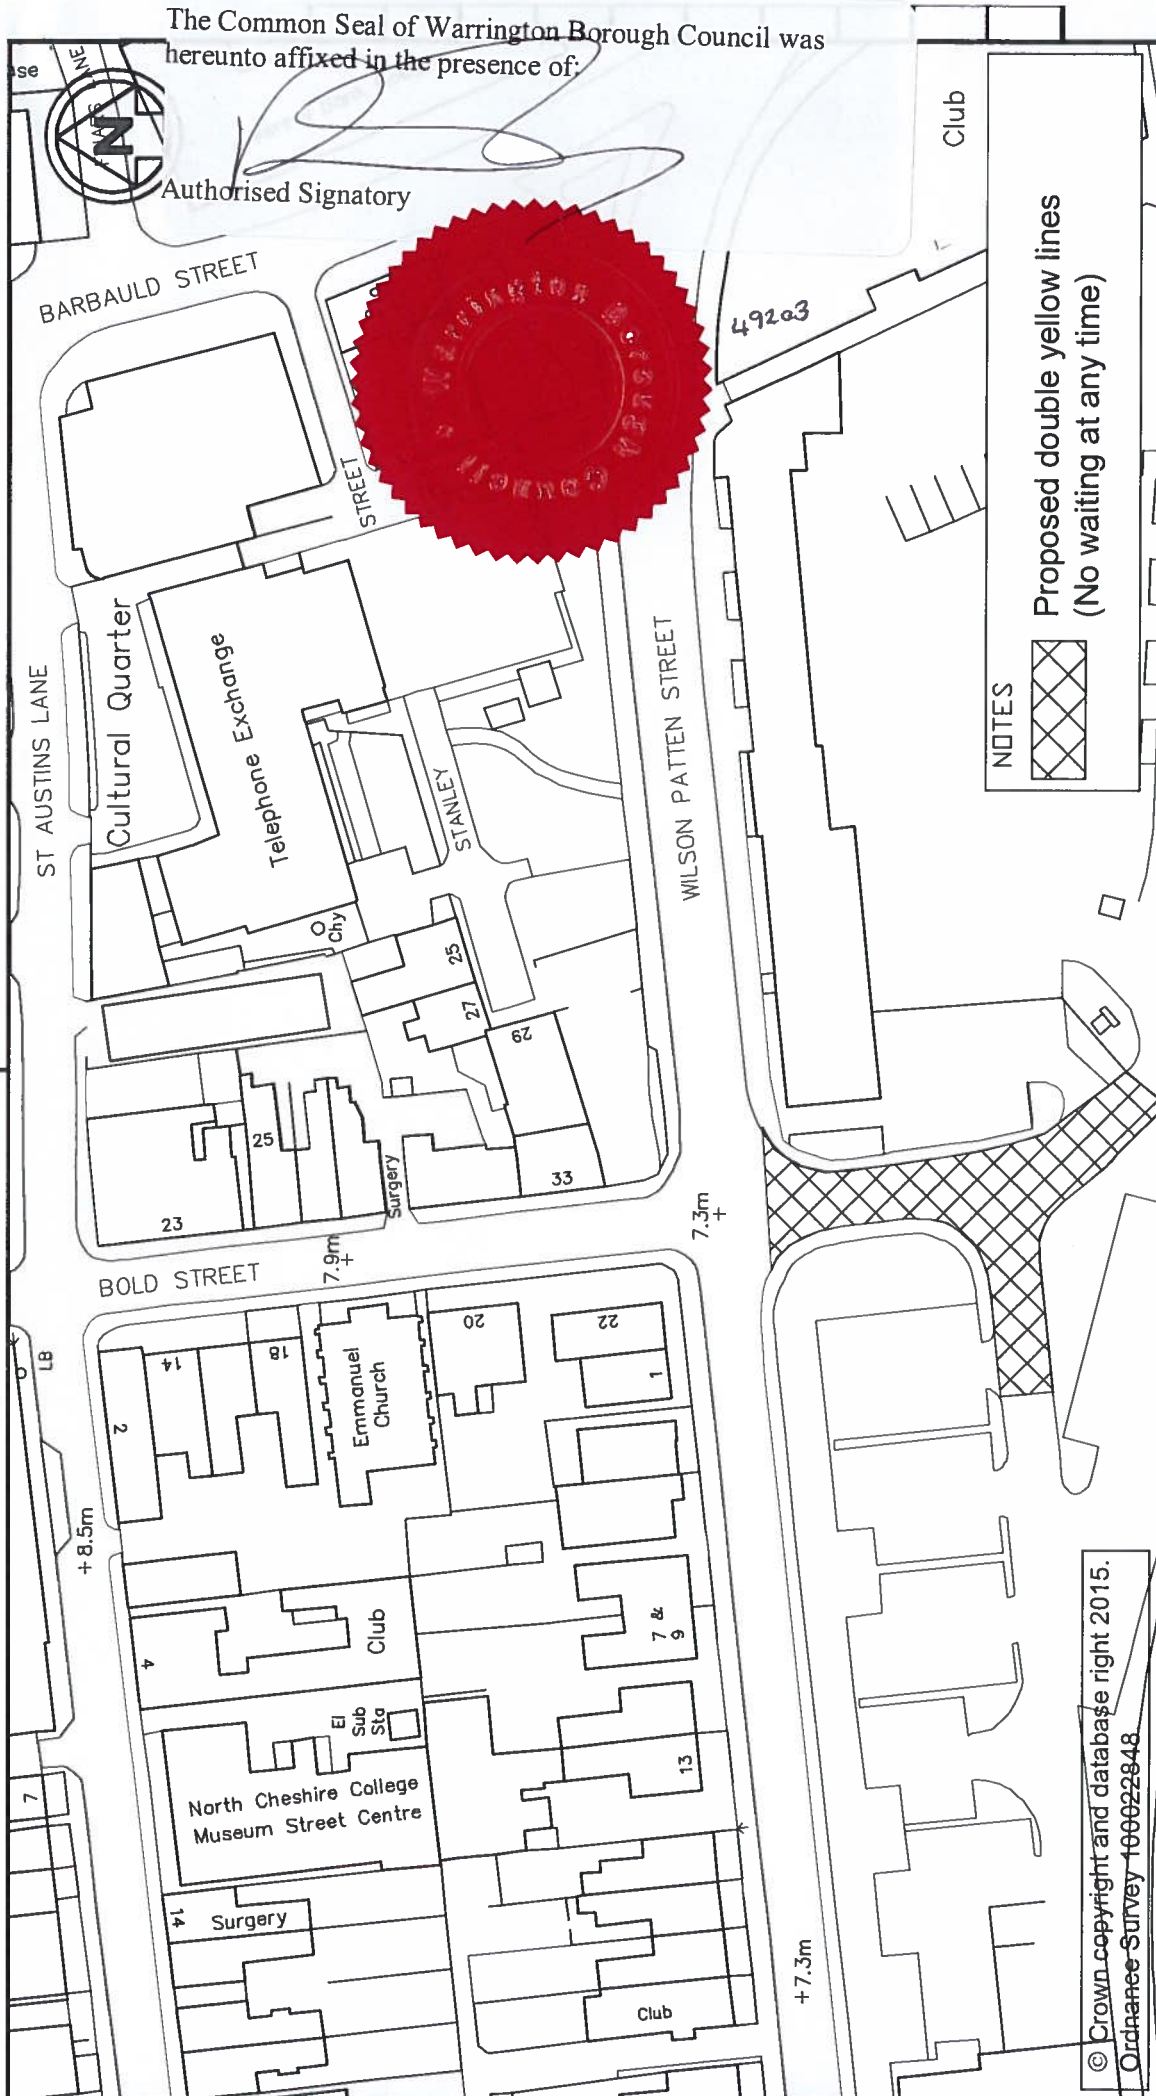 The Common Seal of Warrington Borough Council was
hereunto affixed in the presence of:
Authorised Signatory
N
BARBAULD STREET
49203
Club
STREET
Warrington Borough Council
ST AUSTINS LANE
Cultural Quarter
Telephone Exchange
Chy
STANLEY
WILSON PATTEN STREET
NOTES
Proposed double yellow lines
(No waiting at any time)
25
27
29
25
23
Surgery
33
7.3m
+
7.9m
+
BOLD STREET
LB
2
14
18
Emmanuel
Church
20
22
1
+8.5m
4
Club
7 &
9
El
Sub
Sta
13
7
North Cheshire College
Museum Street Centre
14
Surgery
Club
+7.3m
© Crown copyright and database right 2015.
Ordnance Survey 100022848